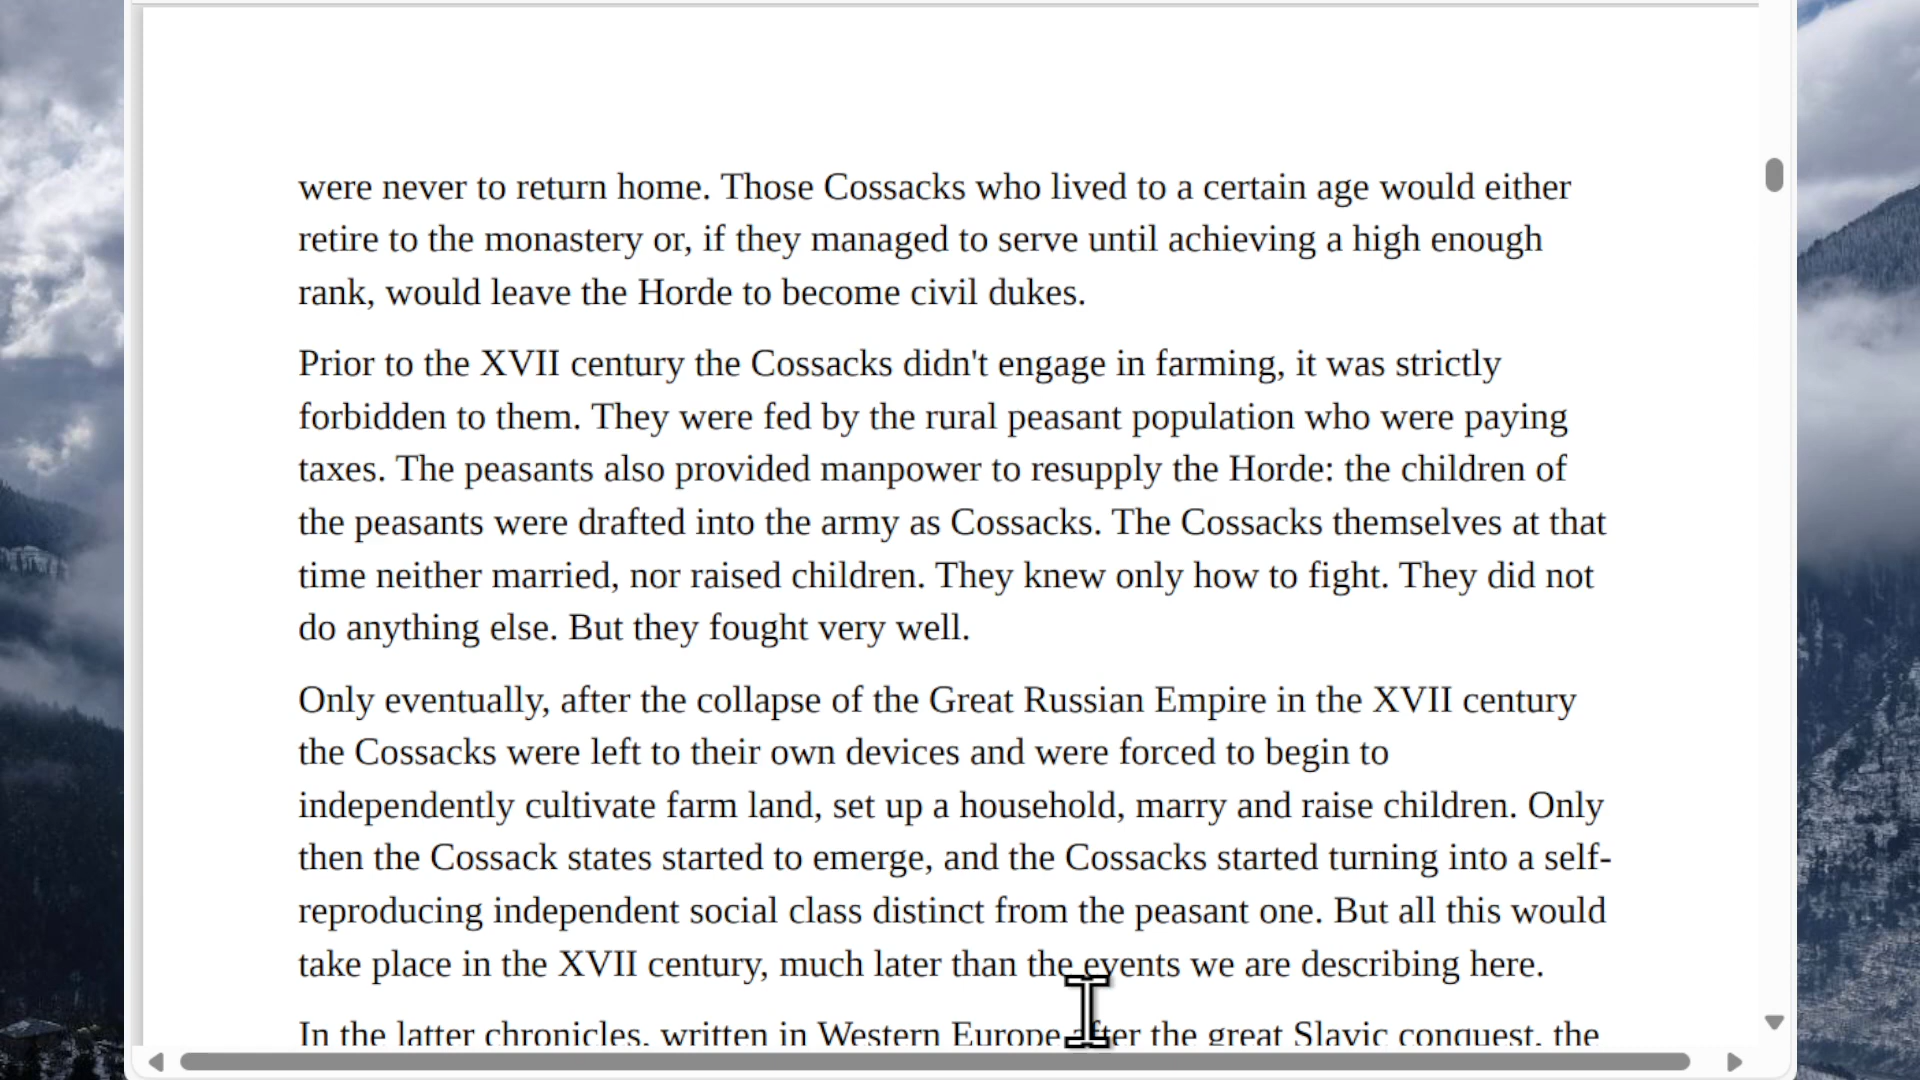 were never to return home. Those Cossacks who lived to a certain age would either
retire to the monastery or, if they managed to serve until achieving a high enough
rank, would leave the Horde to become civil dukes.
Prior to the XVII century the Cossacks didn't engage in farming, it was strictly
forbidden to them. They were fed by the rural peasant population who were paying
taxes. The peasants also provided manpower to resupply the Horde: the children of
the peasants were drafted into the army as Cossacks. The Cossacks themselves at that
time neither married, nor raised children. They knew only how to fight. They did not
do anything else. But they fought very well.
Only eventually, after the collapse of the Great Russian Empire in the XVII century
the Cossacks were left to their own devices and were forced to begin to
independently cultivate farm land, set up a household, marry and raise children. Only
then the Cossack states started to emerge, and the Cossacks started turning into a self-
reproducing independent social class distinct from the peasant one. But all this would
take place in the XVII century, much later than the events we are describing here.
In the latter chronicles, written in Western Europe after the great Slavic conquest, the